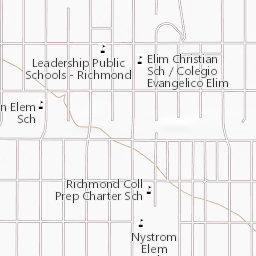 Leadership Public
Schools - Richmond
Elim Christian
Sch / Colegio
Evangelico Elim
n Elem
Sch
Richmond Coll
Prep Charter Sch
Nystrom
Elem